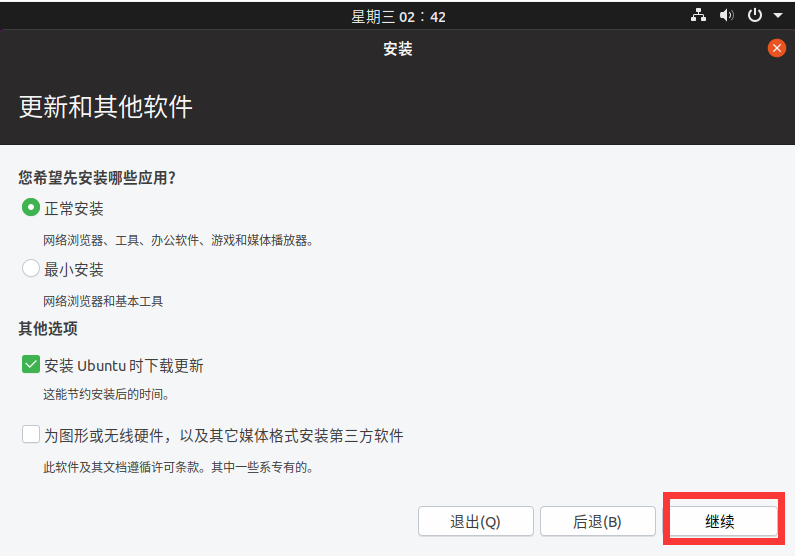 星期三 02：42
安装
更新和其他软件
您希望先安装哪些应用?
正常安装
网络浏览器、工具、办公软件、游戏和媒体播放器。
最小安装
网络浏览器和基本工具
其他选项
安装 Ubuntu 时下载更新
这能节约安装后的时间。
为图形或无线硬件，以及其它媒体格式安装第三方软件
此软件及其文档遵循许可条款。其中一些系专有的。
退出(Q) 后退(B) 继续